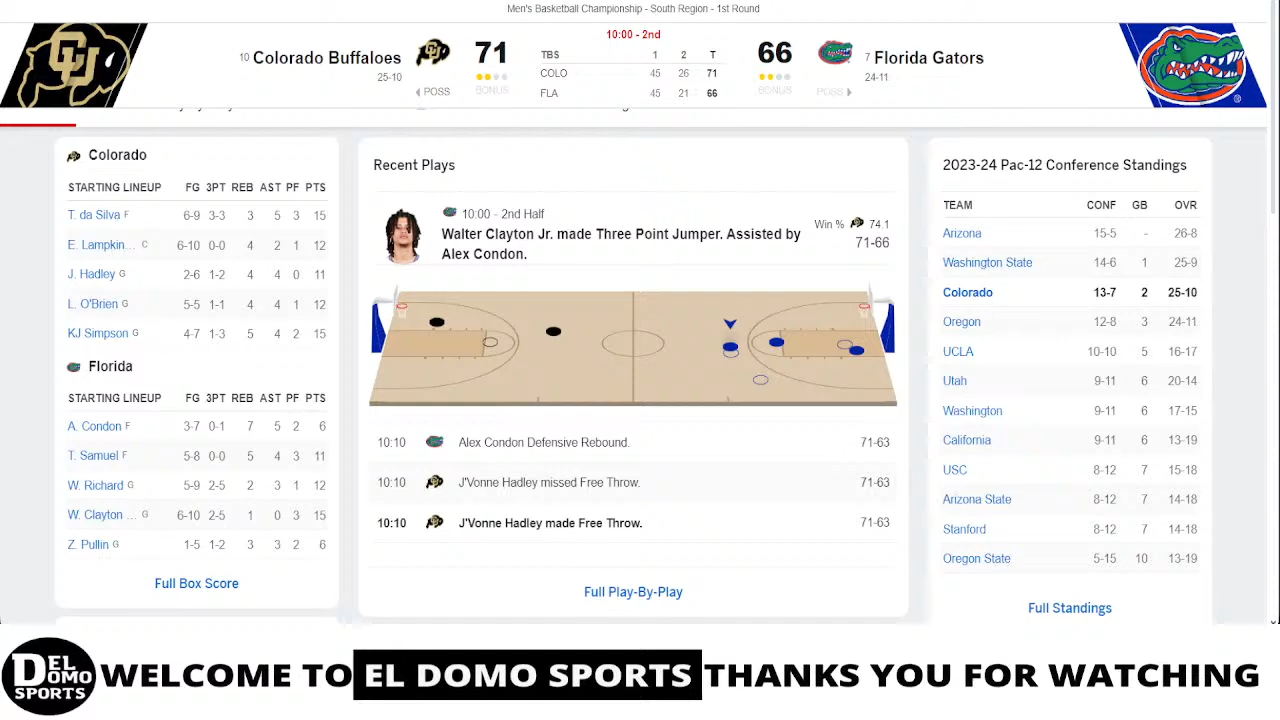 Men's Basketball Championship - South Region - 1st Round
10 Colorado Buffaloes
25-10
71
POSS
BONUS
10:00 - 2nd
TBS 1 2 T
COLO 45 26 71
FLA 45 21 66
66
BONUS
7 Florida Gators
24-11
POSS
Colorado
STARTING LINEUP FG 3PT REB AST PF PTS
T. da Silva F 6-9 3-3 3 5 3 15
E. Lampkin... C 6-10 0-0 4 2 1 12
J. Hadley G 2-6 1-2 4 4 0 11
L. O'Brien G 5-5 1-1 4 4 1 12
KJ Simpson G 4-7 1-3 5 4 2 15
Florida
STARTING LINEUP FG 3PT REB AST PF PTS
A. Condon F 3-7 0-1 7 5 2 6
T. Samuel F 5-8 0-0 5 4 3 11
W. Richard G 5-9 2-5 2 3 1 12
W. Clayton ... G 6-10 2-5 1 0 3 15
Z. Pullin G 1-5 1-2 3 3 2 6
Full Box Score
Recent Plays
10:00 - 2nd Half
Walter Clayton Jr. made Three Point Jumper. Assisted by
Alex Condon.
Win % 74.1
71-66
10:10 Alex Condon Defensive Rebound. 71-63
10:10 J'Vonne Hadley missed Free Throw. 71-63
10:10 J'Vonne Hadley made Free Throw. 71-63
Full Play-By-Play
2023-24 Pac-12 Conference Standings
TEAM CONF GB OVR
Arizona 15-5 - 26-8
Washington State 14-6 1 25-9
Colorado 13-7 2 25-10
Oregon 12-8 3 24-11
UCLA 10-10 5 16-17
Utah 9-11 6 20-14
Washington 9-11 6 17-15
California 9-11 6 13-19
USC 8-12 7 15-18
Arizona State 8-12 7 14-18
Stanford 8-12 7 14-18
Oregon State 5-15 10 13-19
Full Standings
DEL DOMO SPORTS
WELCOME TO EL DOMO SPORTS THANKS YOU FOR WATCHING